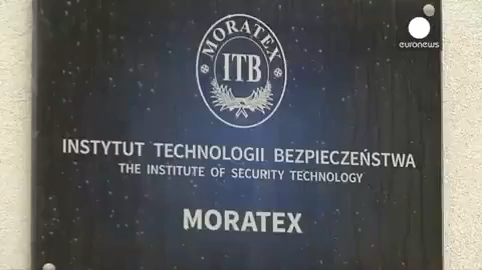 euronews
MORATEX
ITB
INSTYTUT TECHNOLOGII BEZPIECZEŃSTWA
THE INSTITUTE OF SECURITY TECHNOLOGY
MORATEX